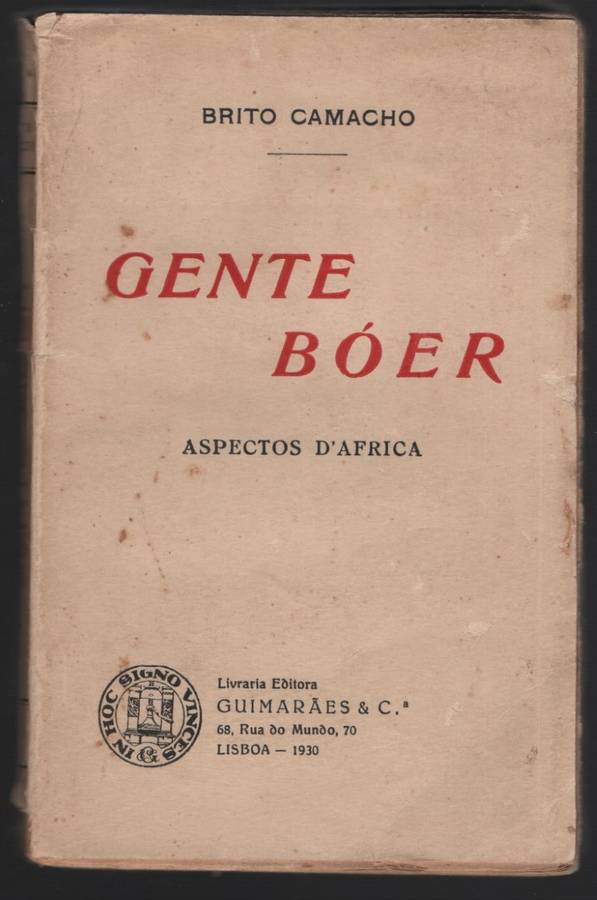 BRITO CAMACHO
GENTE
BÓER
ASPECTOS D'AFRICA
IN HOC SIGNO VINCES
&
Livraria Editora
GUIMARÃES & C.ª
68, Rua do Mundo, 70
LISBOA — 1930